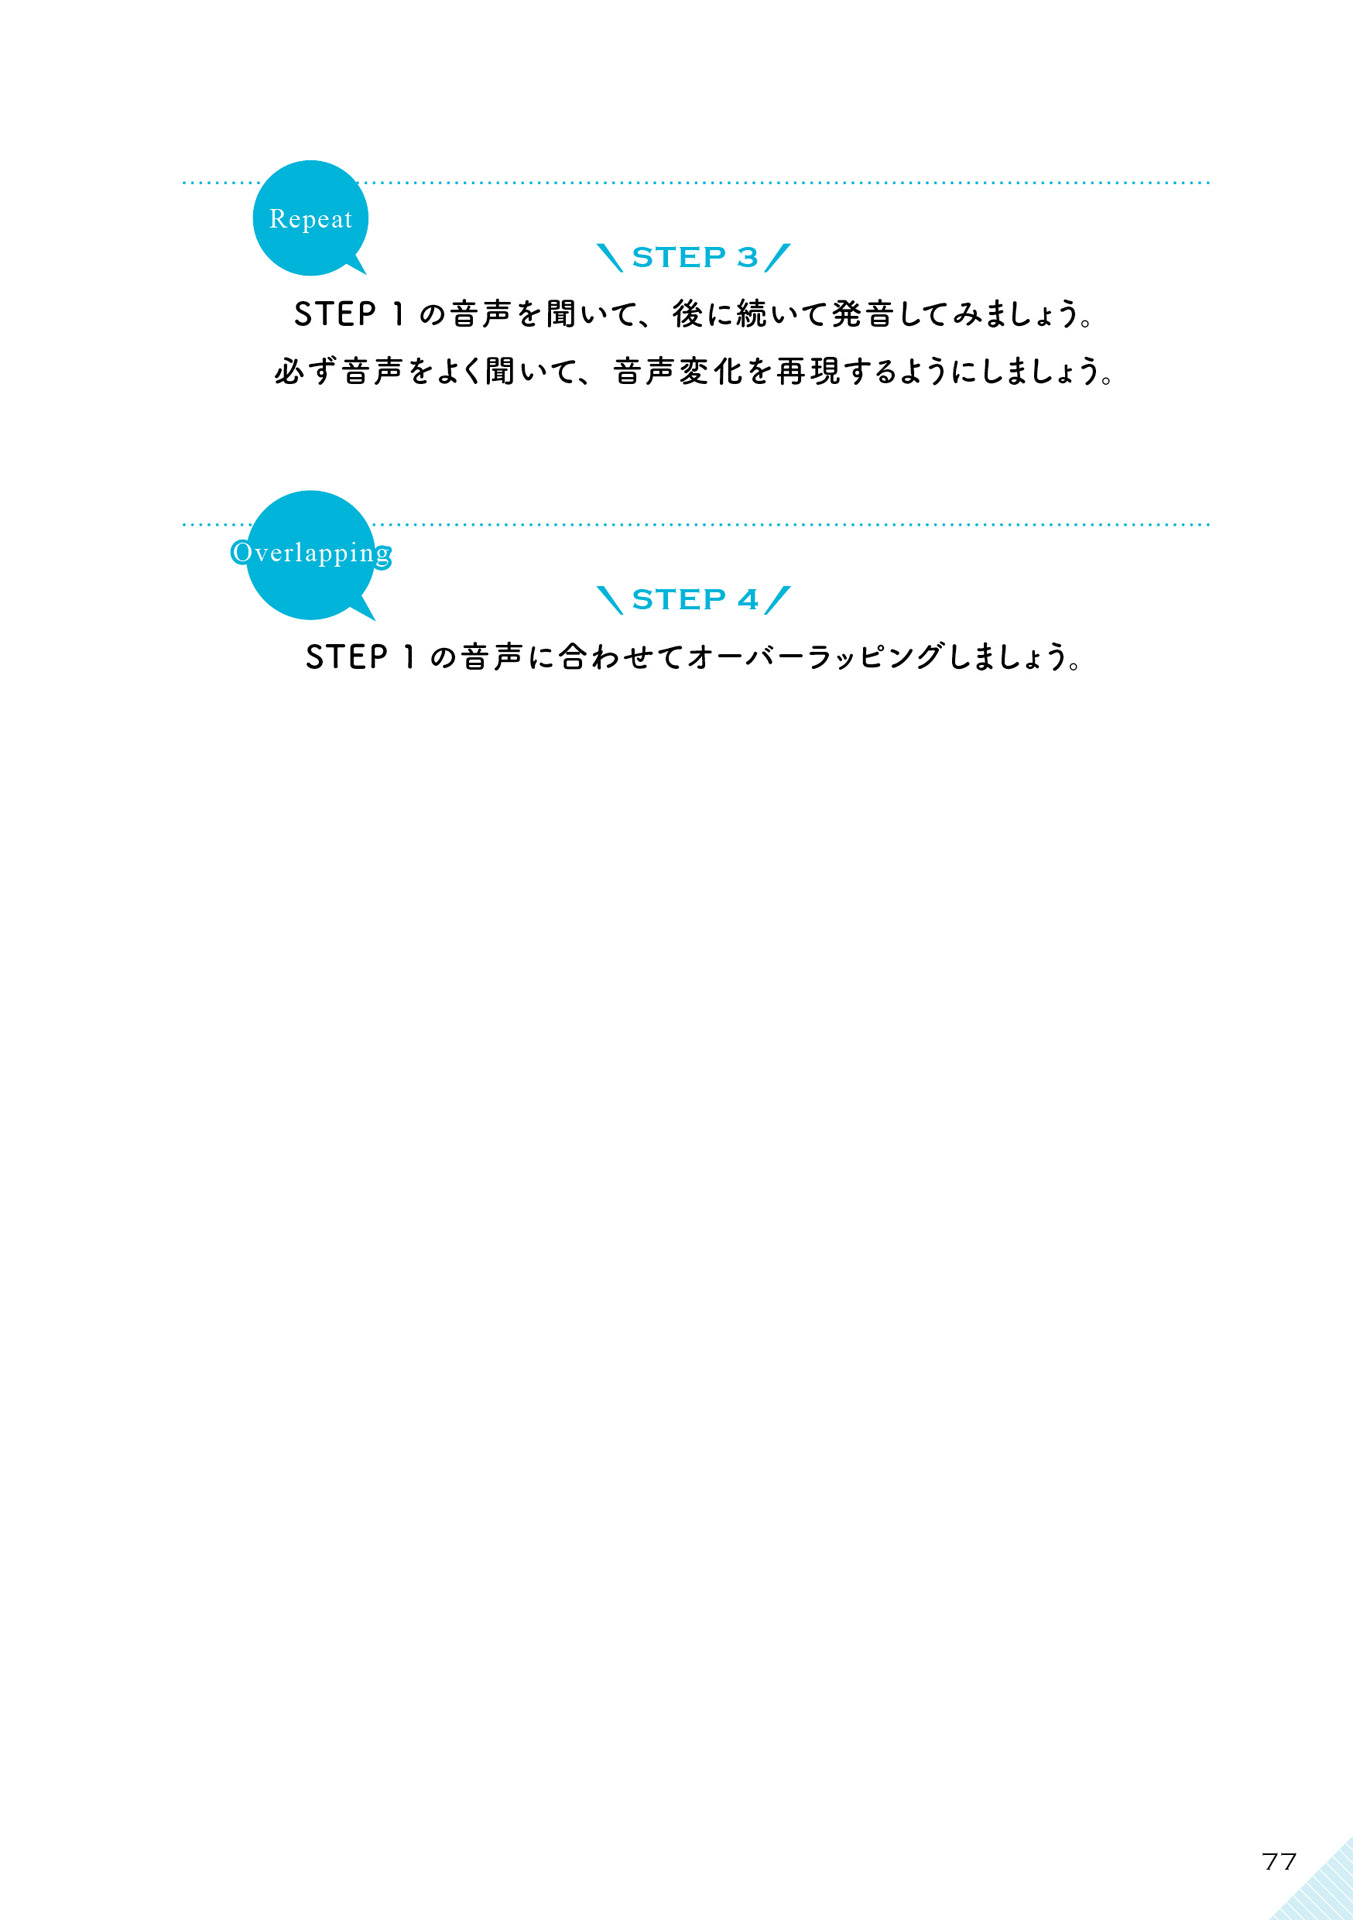 Repeat
STEP 3
STEP 1 の音声を聞いて、後に続いて発音してみましょう。
必ず音声をよく聞いて、音声変化を再現するようにしましょう。
Overlapping
STEP 4
STEP 1 の音声に合わせてオーバーラッピングしましょう。
77